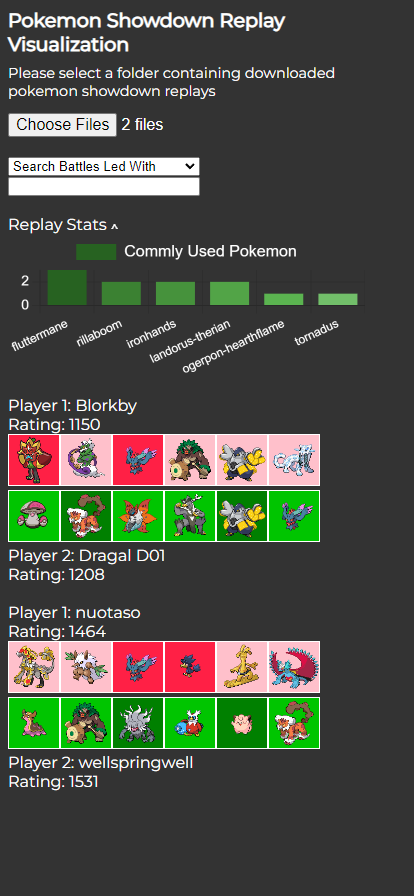 Pokemon Showdown Replay
Visualization
Please select a folder containing downloaded
pokemon showdown replays
Choose Files 2 files
Search Battles Led With
Replay Stats ^
Commly Used Pokemon
2
0
fluttermane
rillaboom
ironhands
landorus-therian
ogerpon-hearthflame
tornadus
Player 1: Blorkby
Rating: 1150
Player 2: Dragal D01
Rating: 1208
Player 1: nuotaso
Rating: 1464
Player 2: wellspringwell
Rating: 1531